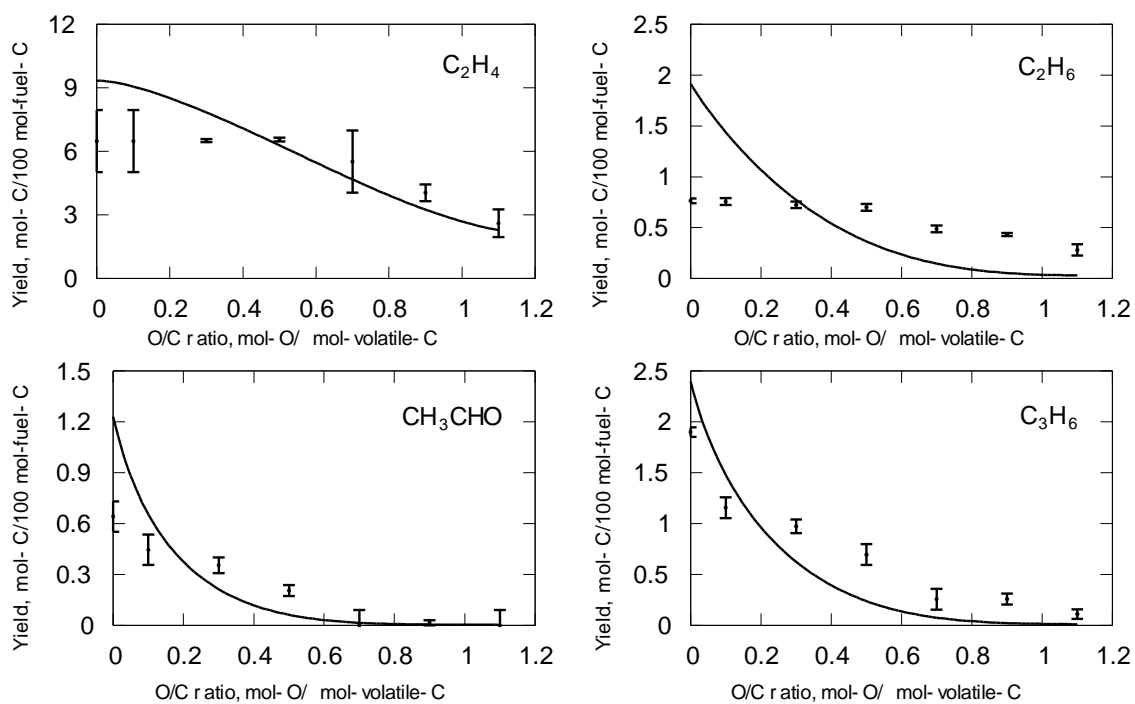 Yield, mol- C/100 mol-fuel- C
12
9
6
3
0
C2H4
0 0.2 0.4 0.6 0.8 1 1.2
O/C ratio, mol- O/ mol- volatile- C
Yield, mol- C/100 mol-fuel- C
2.5
2
1.5
1
0.5
0
C2H6
0 0.2 0.4 0.6 0.8 1 1.2
O/C ratio, mol- O/ mol- volatile- C
Yield, mol- C/100 mol-fuel- C
1.5
1.2
0.9
0.6
0.3
0
CH3CHO
0 0.2 0.4 0.6 0.8 1 1.2
O/C ratio, mol- O/ mol- volatile- C
Yield, mol- C/100 mol-fuel- C
2.5
2
1.5
1
0.5
0
C3H6
0 0.2 0.4 0.6 0.8 1 1.2
O/C ratio, mol- O/ mol- volatile- C